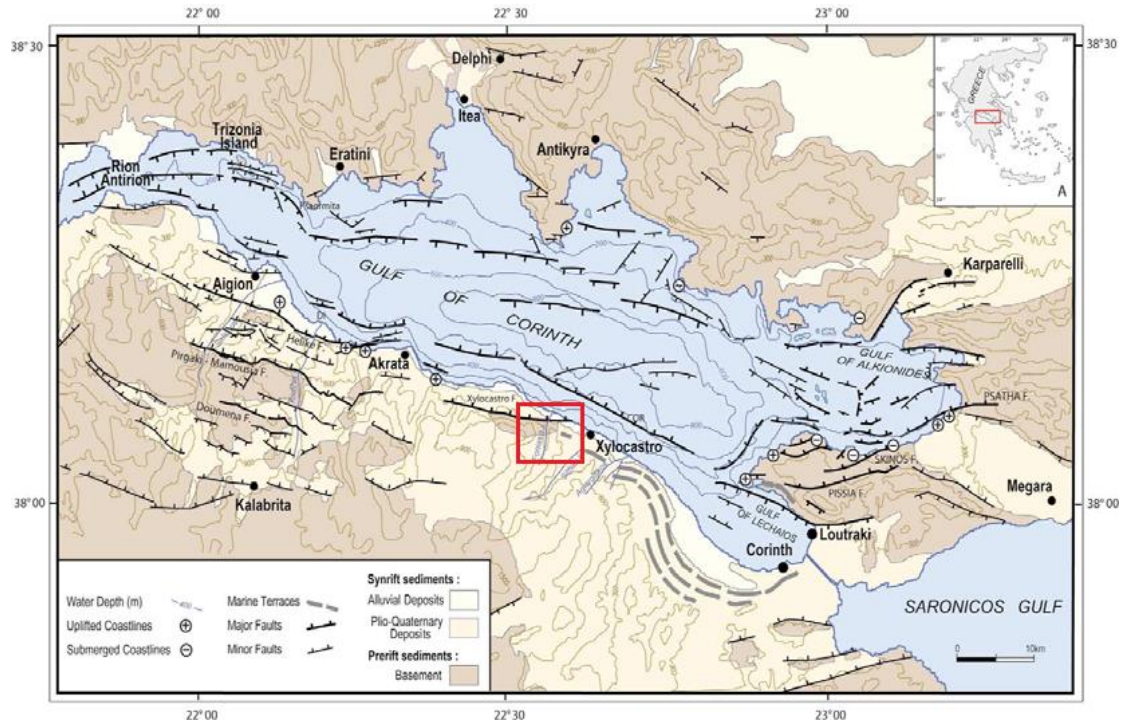 22° 00
22° 30
23° 00
38° 30
38° 30
Delphi
GREECE
A
Itea
Trizonia
Island
Antikyra
Eratini
Rion
Antirion
Karparelli
GULF
OF
CORINTH
Aigion
GULF
OF ALKIONIDES
Helike F.
Pirgaki - Mamousia F.
Akrata
PSATHA F.
Xylocastro F.
Doumena F.
Xylocastro
SKINOS F.
PISSIA F.
Megara
38° 00
38° 00
Kalabrita
GULF
OF LECHAIOS
Loutraki
Corinth
SARONICOS GULF
Synrift sediments :
Water Depth (m)
Marine Terraces
Alluvial Deposits
Uplifted Coastlines
Major Faults
Plio-Quaternary
Deposits
Submerged Coastlines
Minor Faults
Prerift sediments :
Basement
0
10km
22° 00
22° 30
23° 00